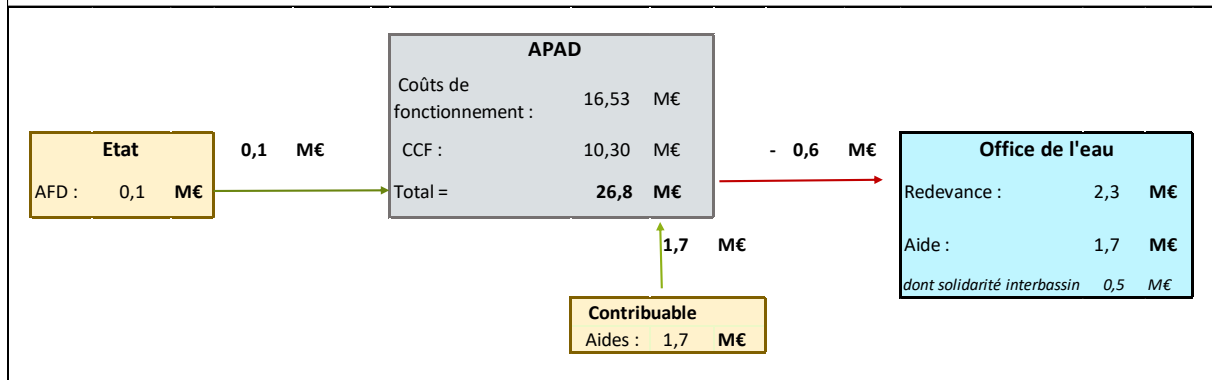 APAD
Coûts de
fonctionnement : 16,53 M€
CCF : 10,30 M€
Total = 26,8 M€
Etat
AFD : 0,1 M€
0,1 M€
- 0,6 M€
Office de l'eau
Redevance : 2,3 M€
Aide : 1,7 M€
dont solidarité interbassin 0,5 M€
1,7 M€
Contribuable
Aides : 1,7 M€